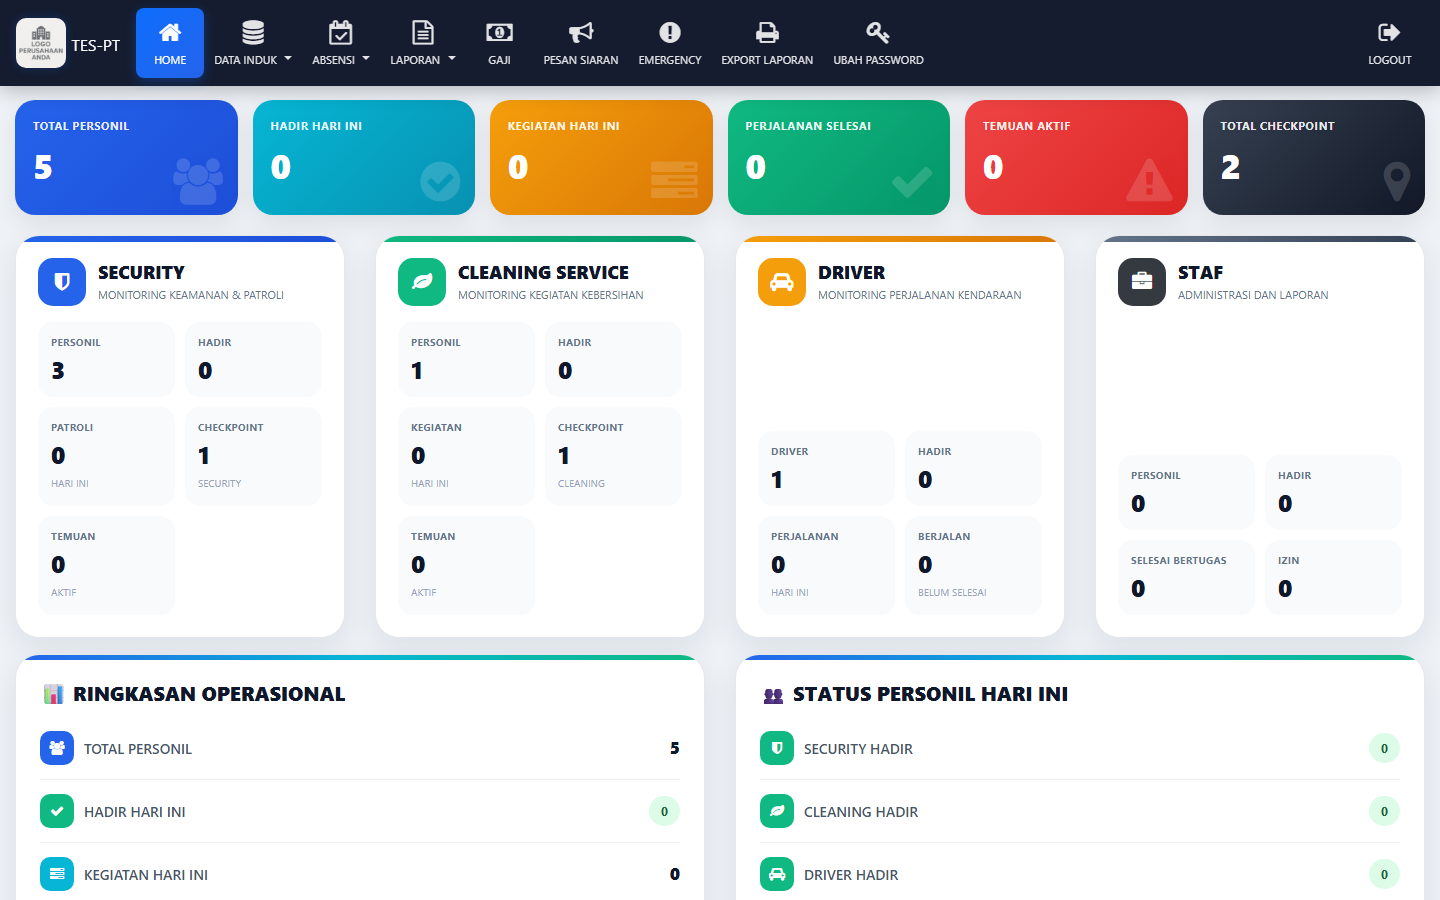 LOGO
PERUSAHAAN
ANDA
TES-PT
HOME
DATA INDUK
ABSENSI
LAPORAN
GAJI
PESAN SIARAN
EMERGENCY
EXPORT LAPORAN
UBAH PASSWORD
LOGOUT
TOTAL PERSONIL
5
HADIR HARI INI
0
KEGIATAN HARI INI
0
PERJALANAN SELESAI
0
TEMUAN AKTIF
0
TOTAL CHECKPOINT
2
SECURITY
MONITORING KEAMANAN & PATROLI
PERSONIL
3
HADIR
0
PATROLI
0
HARI INI
CHECKPOINT
1
SECURITY
TEMUAN
0
AKTIF
CLEANING SERVICE
MONITORING KEGIATAN KEBERSIHAN
PERSONIL
1
HADIR
0
KEGIATAN
0
HARI INI
CHECKPOINT
1
CLEANING
TEMUAN
0
AKTIF
DRIVER
MONITORING PERJALANAN KENDARAAN
DRIVER
1
HADIR
0
PERJALANAN
0
HARI INI
BERJALAN
0
BELUM SELESAI
STAF
ADMINISTRASI DAN LAPORAN
PERSONIL
0
HADIR
0
SELESAI BERTUGAS
0
IZIN
0
RINGKASAN OPERASIONAL
TOTAL PERSONIL
5
HADIR HARI INI
0
KEGIATAN HARI INI
0
STATUS PERSONIL HARI INI
SECURITY HADIR
0
CLEANING HADIR
0
DRIVER HADIR
0